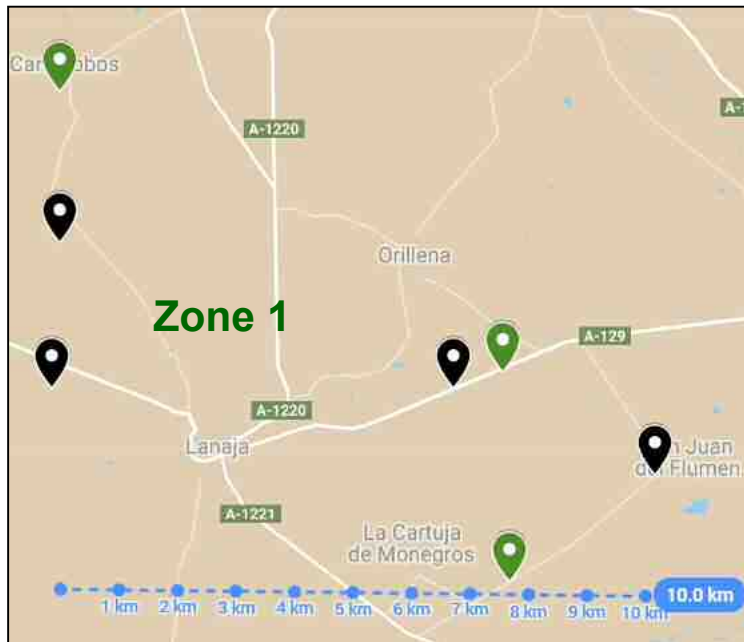 A-1220
Orillena
Zone 1
A-129
A-1220
Lanaja
Juan
Flumen
A-1221
La Cartuja
de Monegros
1 km 2 km 3 km 4 km 5 km 6 km 7 km 8 km 9 km 10 km
10.0 km